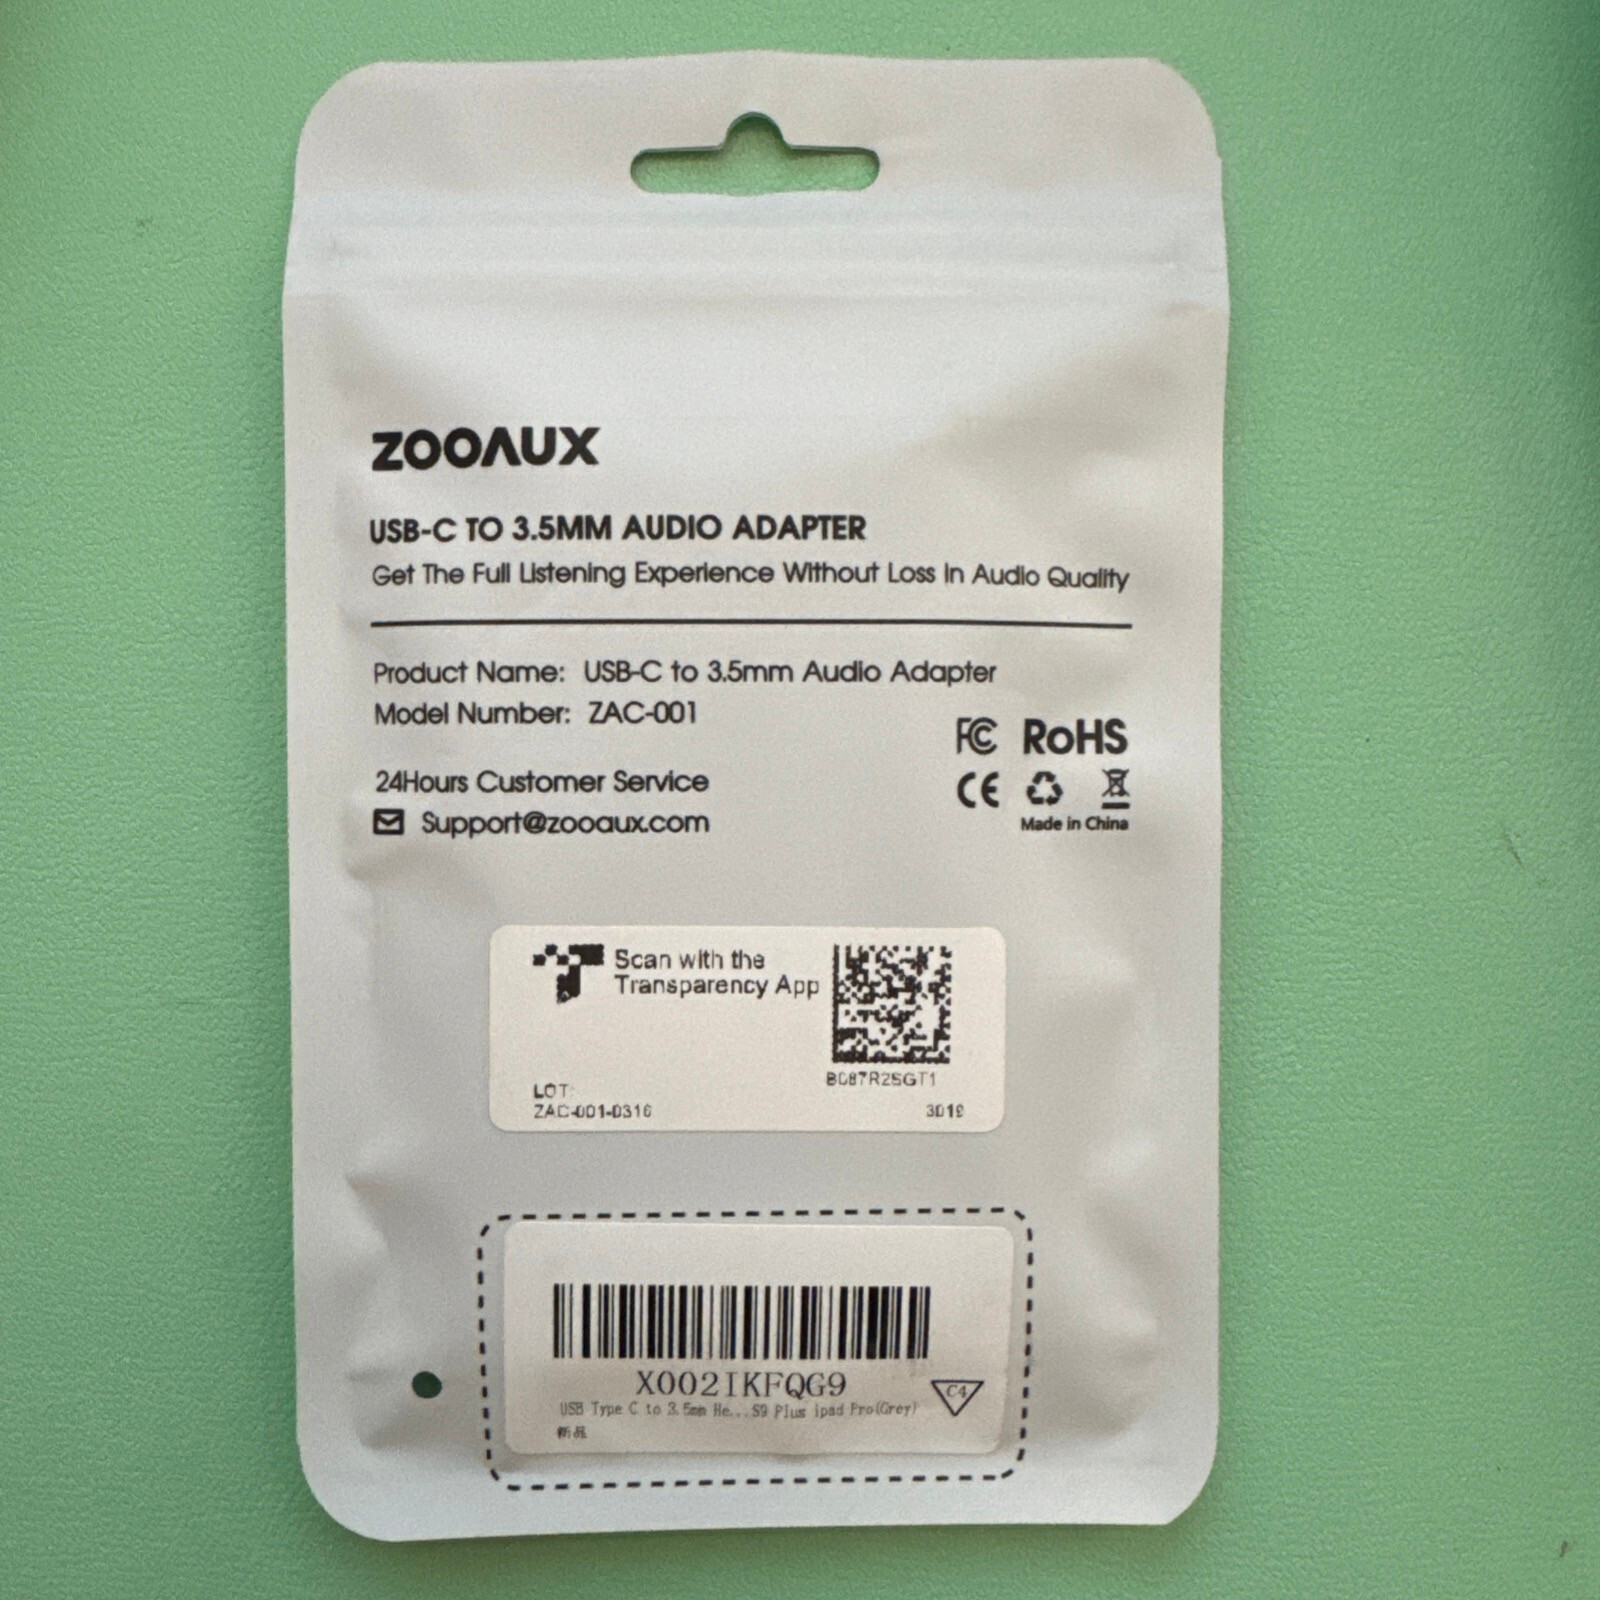 ZOOAUX
USB-C TO 3.5MM AUDIO ADAPTER
Get The Full Listening Experience Without Loss In Audio Quality
Product Name: USB-C to 3.5mm Audio Adapter
Model Number: ZAC-001
24Hours Customer Service
Support@zooaux.com
FC RoHS
CE
Made in China
Scan with the
Transparency App
B087R2SGT1
LOT:
ZAC-001-0316
3019
X002IKFQG9
C4
USB Type C to 3.5mm He...S9 Plus ipad Pro(Grey)
新品